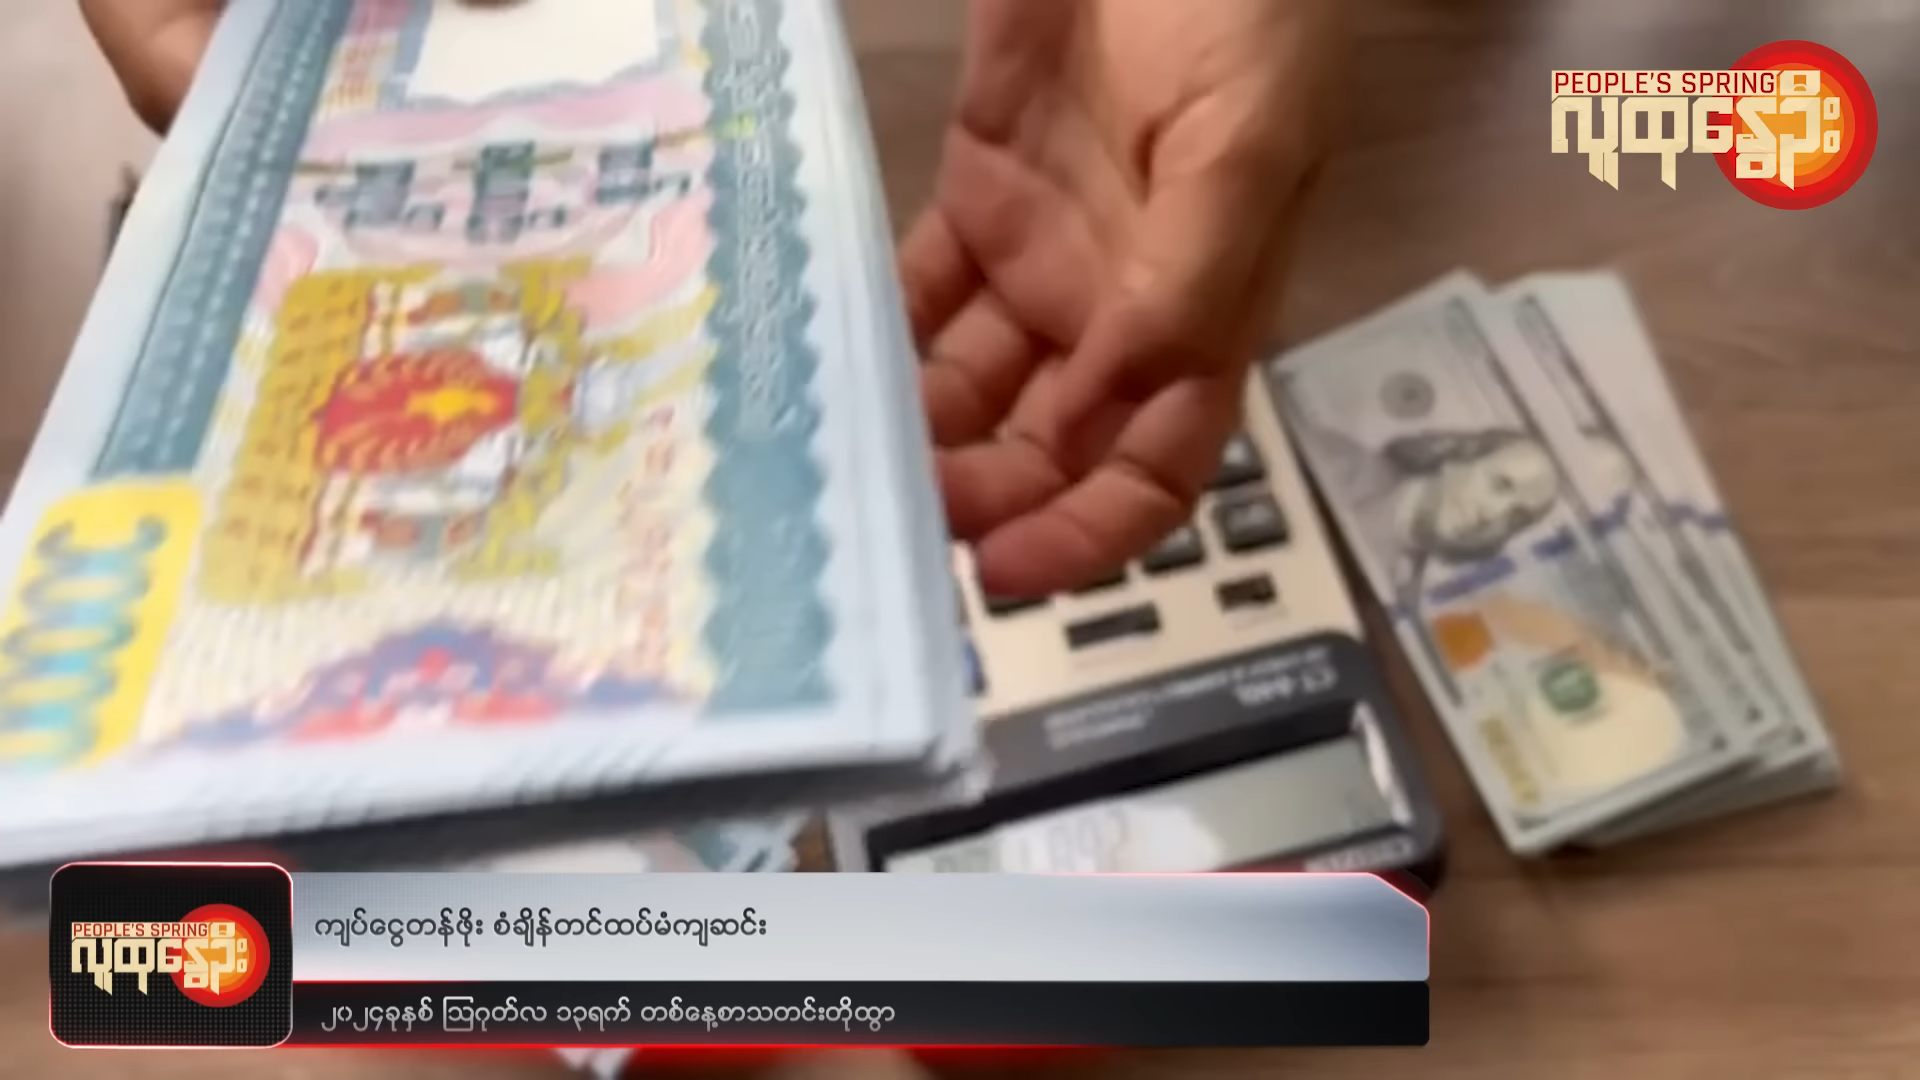 PEOPLE'S SPRING
လူထုနွေဦး
ကျပ်ငွေတန်ဖိုး စံချိန်တင်ထပ်မံကျဆင်း
PEOPLE'S SPRING
လူထုနွေဦး
၂၀၂၄ခုနှစ် ဩဂုတ်လ ၁၃ရက် တစ်နေ့စာသတင်းတိုထွာ